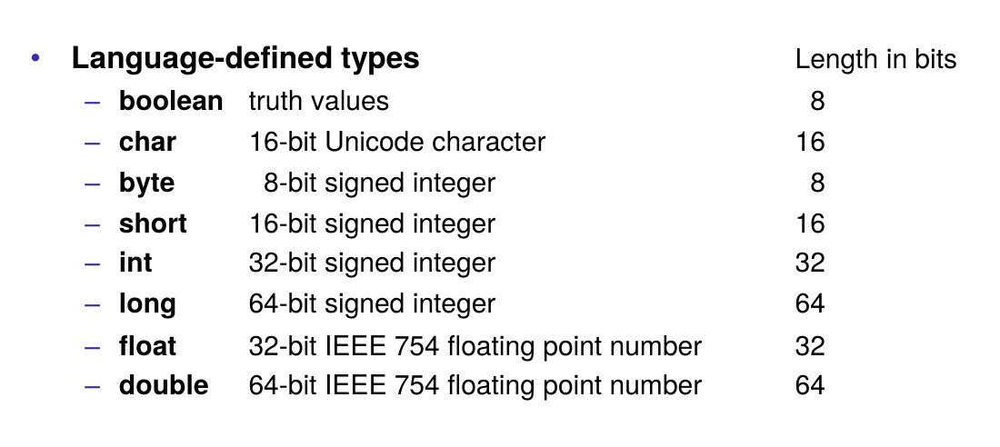 • Language-defined types Length in bits
– boolean truth values 8
– char 16-bit Unicode character 16
– byte 8-bit signed integer 8
– short 16-bit signed integer 16
– int 32-bit signed integer 32
– long 64-bit signed integer 64
– float 32-bit IEEE 754 floating point number 32
– double 64-bit IEEE 754 floating point number 64